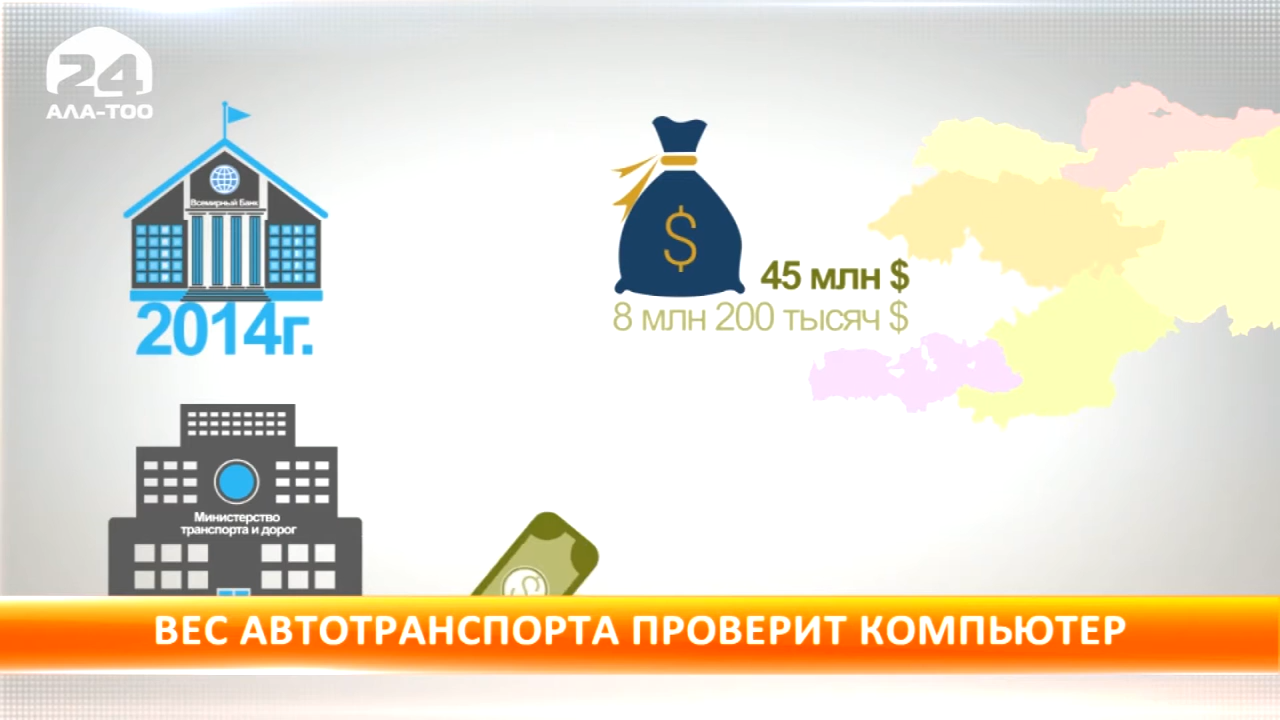 24
АЛА-ТОО
Всемирный Банк
2014г.
$
45 млн $
8 млн 200 тысяч $
Министерство
транспорта и дорог
$
ВЕС АВТОТРАНСПОРТА ПРОВЕРИТ КОМПЬЮТЕР